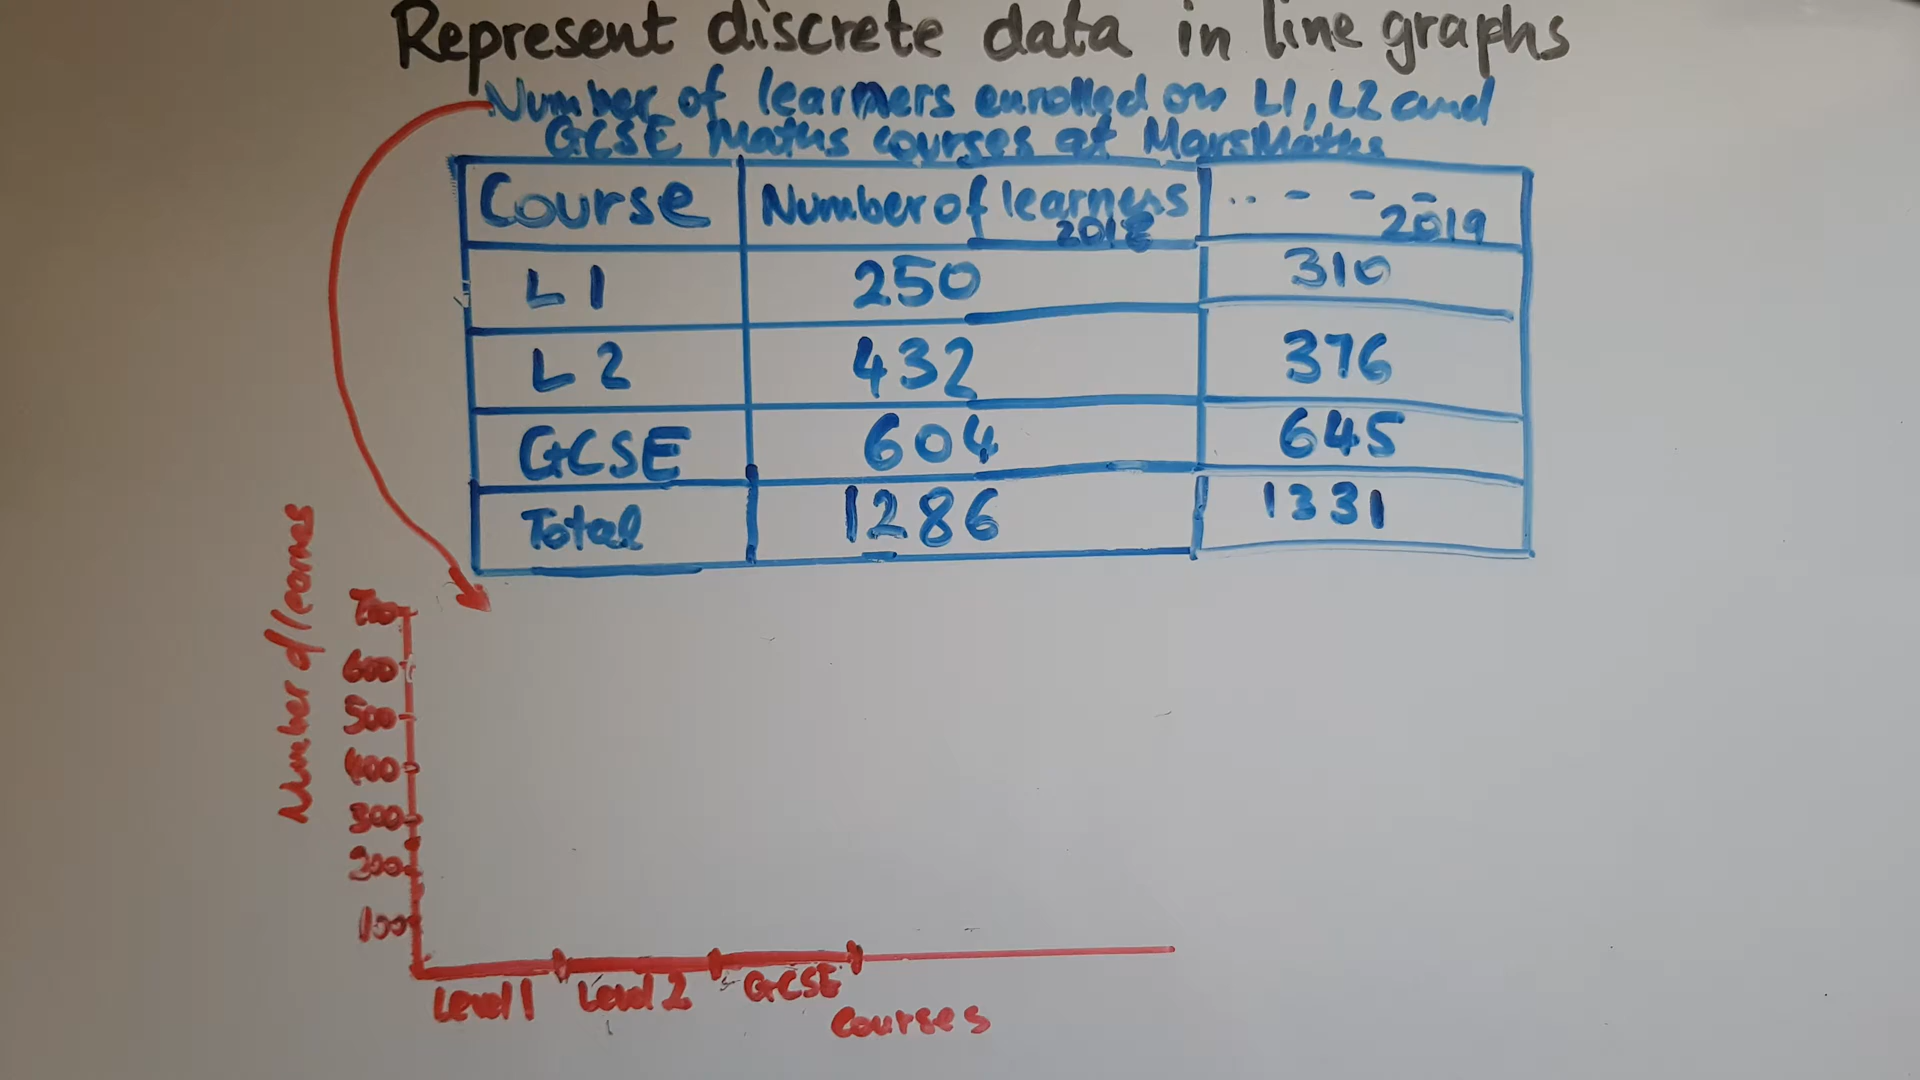 Represent discrete data in line graphs
Number of learners enrolled on L1, L2 and
GCSE Maths courses at MarsMaths
Course Number of learners 2018 .. - - - 2019
L1 250 310
L2 432 376
GCSE 604 645
Total 1286 1331
Number of learners
700
600
500
400
300
200
100
Level 1 Level 2 GCSE
Courses